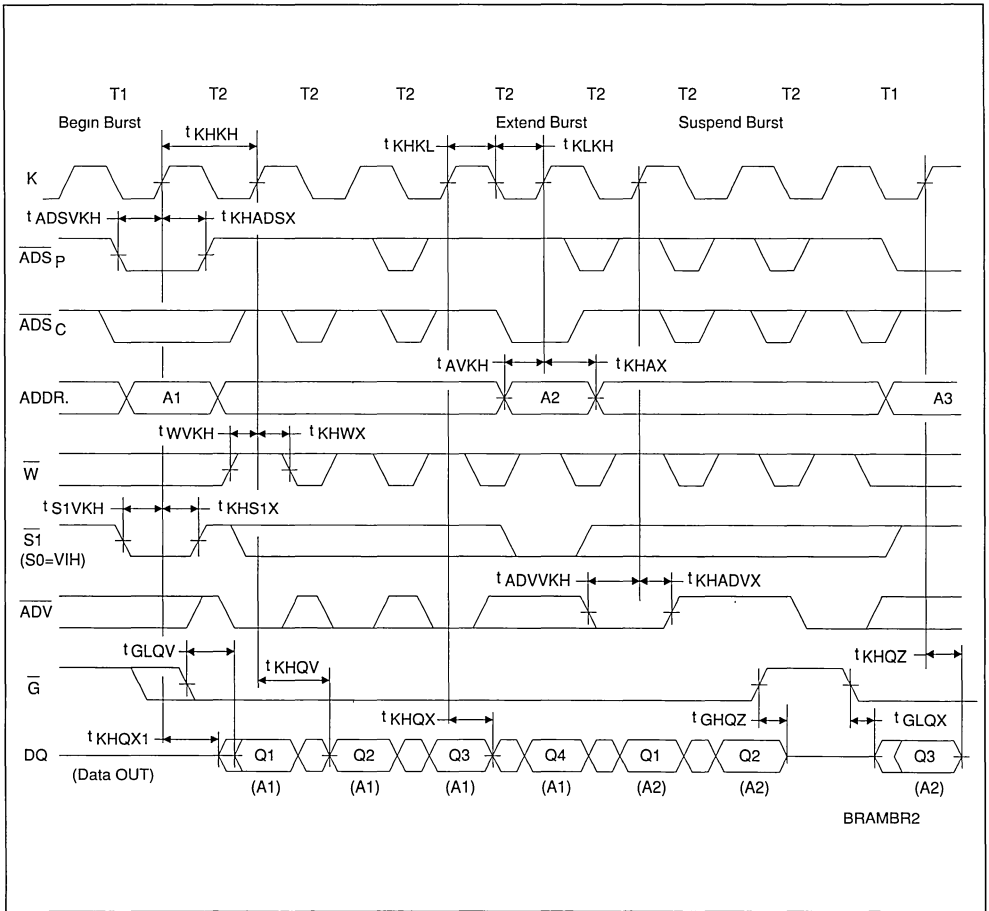 T1 T2 T2 T2 T2 T2 T2 T2 T1
Begin Burst Extend Burst Suspend Burst
t KHKH t KHKL t KLKH
K
t ADSVKH t KHADSX
ADS P
ADS C
t AVKH t KHAX
ADDR. A1 A2 A3
t WVKH t KHWX
W
t S1VKH t KHS1X
S1
(S0=VIH)
t ADVVKH t KHADVX
ADV
t GLQV t KHQV t KHQZ
G
t KHQX1 t KHQX t GHQZ t GLQX
DQ Q1 Q2 Q3 Q4 Q1 Q2 Q3
(Data OUT) (A1) (A1) (A1) (A1) (A2) (A2) (A2)
BRAMBR2